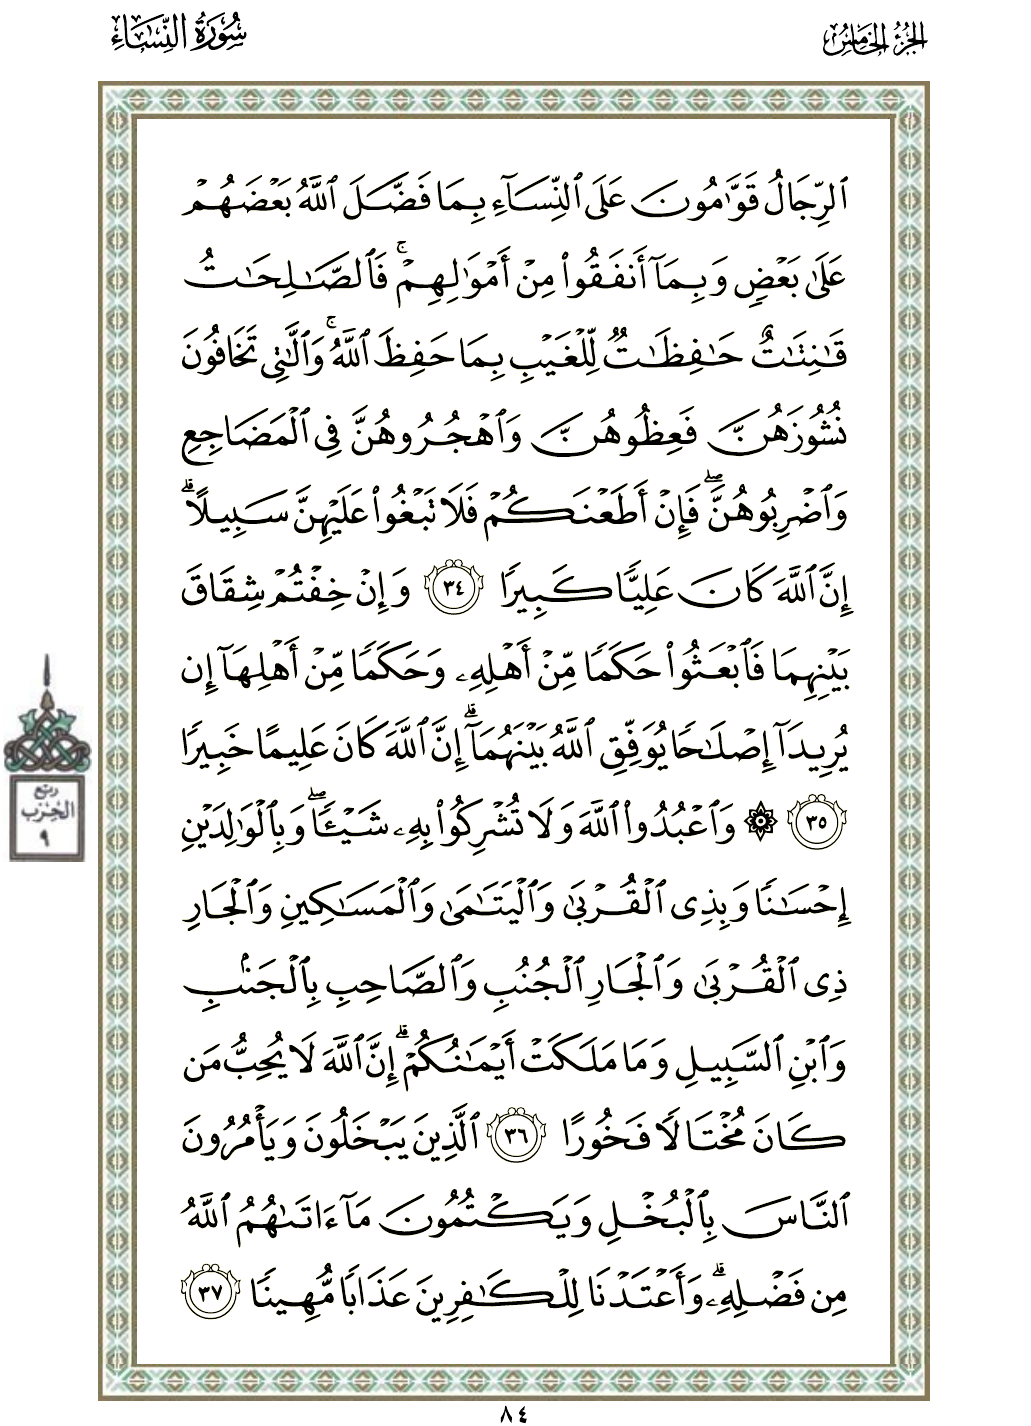 الجزء الخامس
سورة النساء
ٱلرِّجَالُ قَوَّٰمُونَ عَلَى ٱلنِّسَآءِ بِمَا فَضَّلَ ٱللَّهُ بَعۡضَهُمۡ
عَلَىٰ بَعۡضٖ وَبِمَآ أَنفَقُواْ مِنۡ أَمۡوَٰلِهِمۡۚ فَٱلصَّٰلِحَٰتُ
قَٰنِتَٰتٌ حَٰفِظَٰتٞ لِّلۡغَيۡبِ بِمَا حَفِظَ ٱللَّهُۚ وَٱلَّٰتِي تَخَافُونَ
نُشُوزَهُنَّ فَعِظُوهُنَّ وَٱهۡجُرُوهُنَّ فِي ٱلۡمَضَاجِعِ
وَٱضۡرِبُوهُنَّۖ فَإِنۡ أَطَعۡنَكُمۡ فَلَا تَبۡغُواْ عَلَيۡهِنَّ سَبِيلًاۗ
إِنَّ ٱللَّهَ كَانَ عَلِيّٗا كَبِيرٗا ٣٤ وَإِنۡ خِفۡتُمۡ شِقَاقَ
بَيۡنِهِمَا فَٱبۡعَثُواْ حَكَمٗا مِّنۡ أَهۡلِهِۦ وَحَكَمٗا مِّنۡ أَهۡلِهَآ إِن
يُرِيدَآ إِصۡلَٰحٗا يُوَفِّقِ ٱللَّهُ بَيۡنَهُمَآۗ إِنَّ ٱللَّهَ كَانَ عَلِيمًا خَبِيرٗا
٣٥ ۞ وَٱعۡبُدُواْ ٱللَّهَ وَلَا تُشۡرِكُواْ بِهِۦ شَيۡـٔٗاۖ وَبِٱلۡوَٰلِدَيۡنِ
إِحۡسَٰنٗا وَبِذِي ٱلۡقُرۡبَىٰ وَٱلۡيَتَٰمَىٰ وَٱلۡمَسَٰكِينِ وَٱلۡجَارِ
ذِي ٱلۡقُرۡبَىٰ وَٱلۡجَارِ ٱلۡجُنُبِ وَٱلصَّاحِبِ بِٱلۡجَنۢبِ
وَٱبۡنِ ٱلسَّبِيلِ وَمَا مَلَكَتۡ أَيۡمَٰنُكُمۡۗ إِنَّ ٱللَّهَ لَا يُحِبُّ مَن
كَانَ مُخۡتَالٗا فَخُورًا ٣٦ ٱلَّذِينَ يَبۡخَلُونَ وَيَأۡمُرُونَ
ٱلنَّاسَ بِٱلۡبُخۡلِ وَيَكۡتُمُونَ مَآ ءَاتَىٰهُمُ ٱللَّهُ
مِن فَضۡلِهِۦۗ وَأَعۡتَدۡنَا لِلۡكَٰفِرِينَ عَذَابٗا مُّهِينٗا ٣٧
ربع
الحزب
٩
٨٤